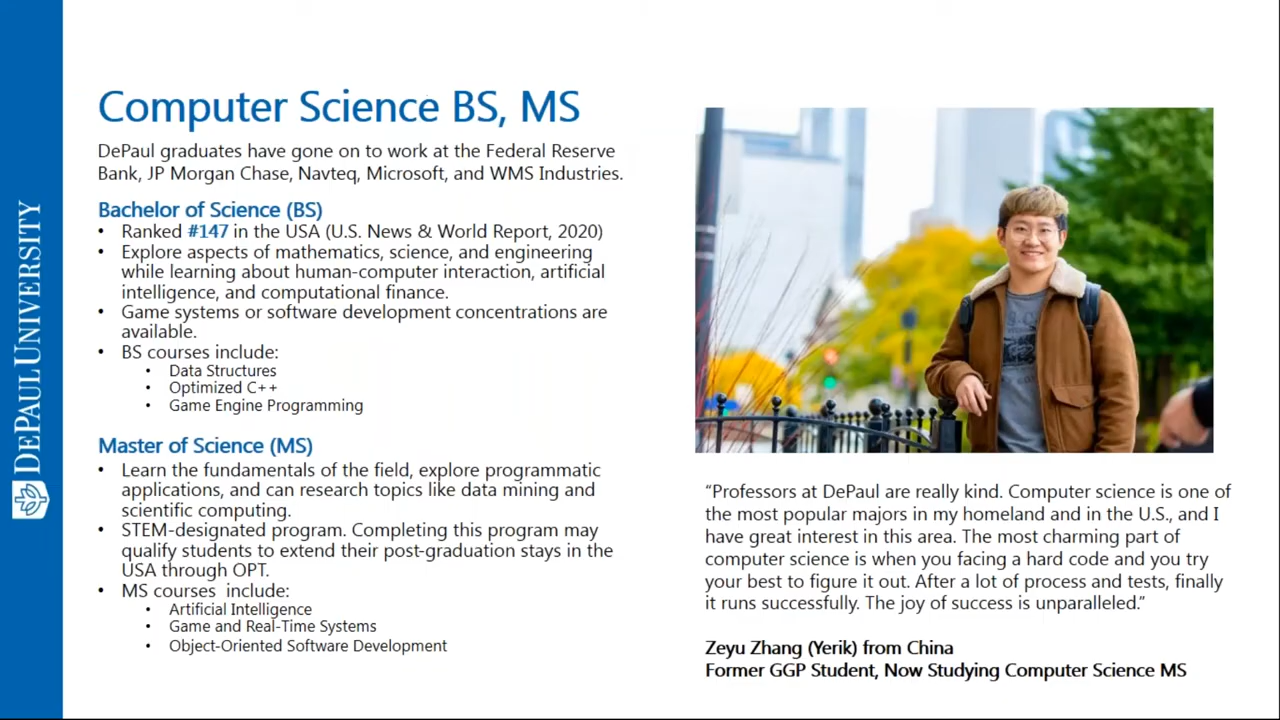 DEPAUL UNIVERSITY
Computer Science BS, MS
DePaul graduates have gone on to work at the Federal Reserve
Bank, JP Morgan Chase, Navteq, Microsoft, and WMS Industries.
Bachelor of Science (BS)
• Ranked #147 in the USA (U.S. News & World Report, 2020)
• Explore aspects of mathematics, science, and engineering
while learning about human-computer interaction, artificial
intelligence, and computational finance.
• Game systems or software development concentrations are
available.
• BS courses include:
• Data Structures
• Optimized C++
• Game Engine Programming
Master of Science (MS)
• Learn the fundamentals of the field, explore programmatic
applications, and can research topics like data mining and
scientific computing.
• STEM-designated program. Completing this program may
qualify students to extend their post-graduation stays in the
USA through OPT.
• MS courses  include:
• Artificial Intelligence
• Game and Real-Time Systems
• Object-Oriented Software Development
“Professors at DePaul are really kind. Computer science is one of
the most popular majors in my homeland and in the U.S., and I
have great interest in this area. The most charming part of
computer science is when you facing a hard code and you try
your best to figure it out. After a lot of process and tests, finally
it runs successfully. The joy of success is unparalleled.”
Zeyu Zhang (Yerik) from China
Former GGP Student, Now Studying Computer Science MS